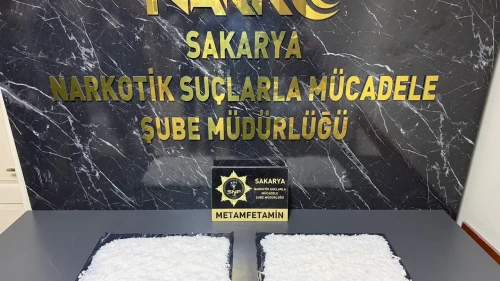 SAKARYA
NARKOTİK SUÇLARLA MÜCADELE
ŞUBE MÜDÜRLÜĞÜ
SAKARYA
NARKOTİK SUÇLARLA
MÜCADELE
ŞUBE MÜDÜRLÜĞÜ
METAMFETAMİN